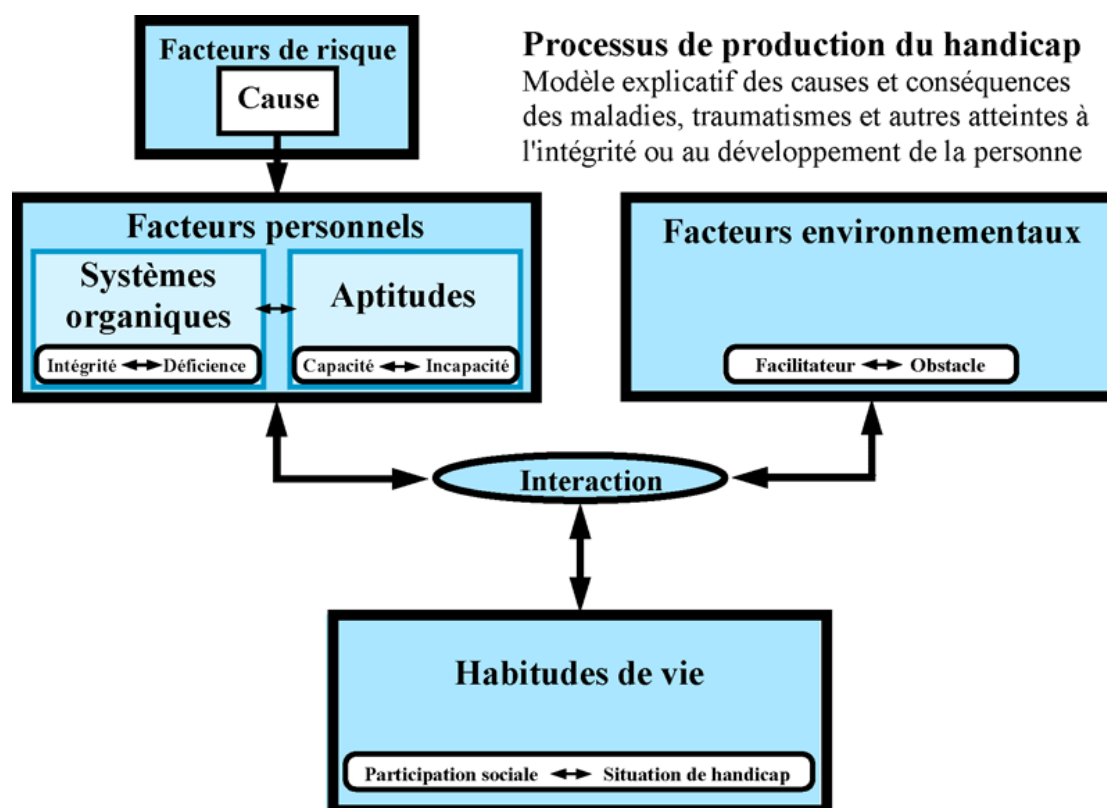 Facteurs de risque
Cause
Processus de production du handicap
Modèle explicatif des causes et conséquences
des maladies, traumatismes et autres atteintes à
l'intégrité ou au développement de la personne
Facteurs personnels
Systèmes
organiques
Intégrité Déficience
Aptitudes
Capacité Incapacité
Facteurs environnementaux
Facilitateur Obstacle
Interaction
Habitudes de vie
Participation sociale Situation de handicap